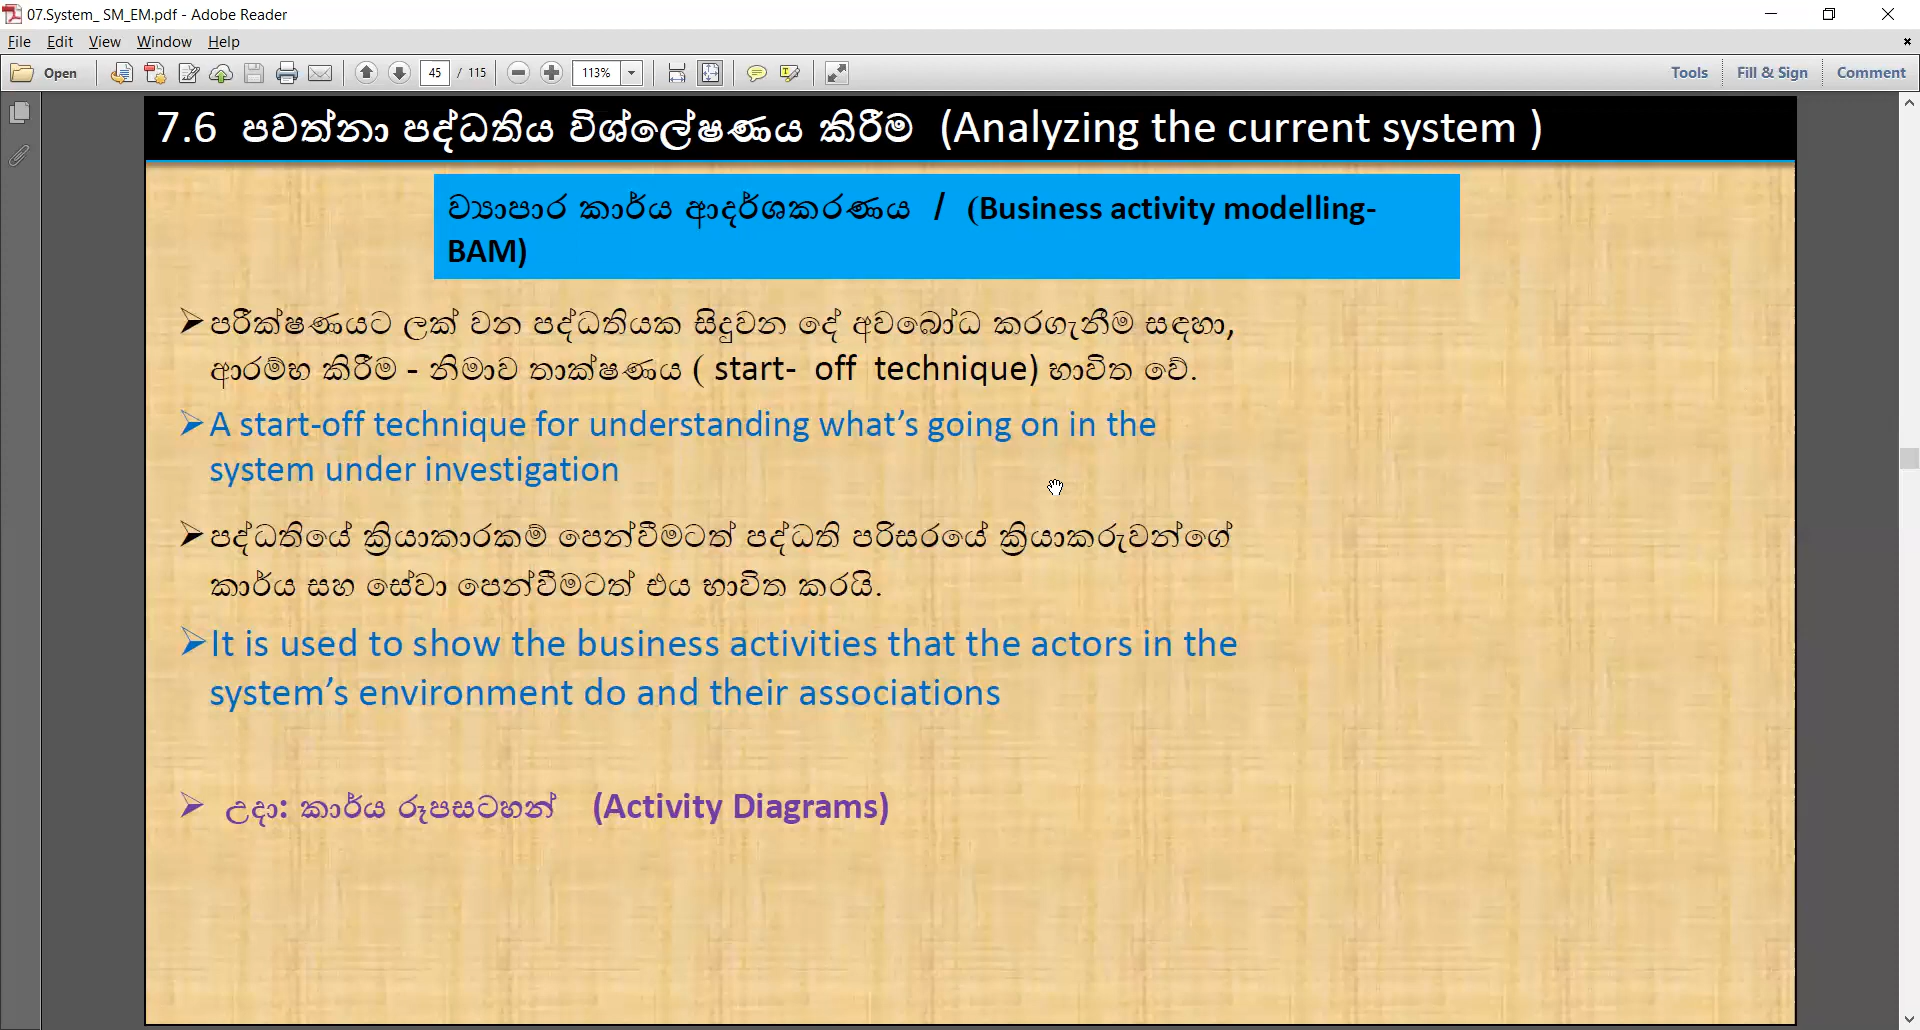 07.System_ SM_EM.pdf - Adobe Reader
File Edit View Window Help
Open 45 / 115 113% Tools Fill & Sign Comment
7.6 පවත්නා පද්ධතිය විශ්ලේෂණය කිරීම (Analyzing the current system )
ව්‍යාපාර කාර්ය ආදර්ශකරණය / (Business activity modelling-
BAM)
➢පරීක්ෂණයට ලක් වන පද්ධතියක සිදුවන දේ අවබෝධ කරගැනීම සඳහා,
ආරම්භ කිරීම - නිමාව තාක්ෂණය ( start- off technique) භාවිත වේ.
➢A start-off technique for understanding what’s going on in the
system under investigation
➢පද්ධතියේ ක්‍රියාකාරකම් පෙන්වීමටත් පද්ධති පරිසරයේ ක්‍රියාකරුවන්ගේ
කාර්ය සහ සේවා පෙන්වීමටත් එය භාවිත කරයි.
➢It is used to show the business activities that the actors in the
system’s environment do and their associations
➢ උදා: කාර්ය රූපසටහන් (Activity Diagrams)